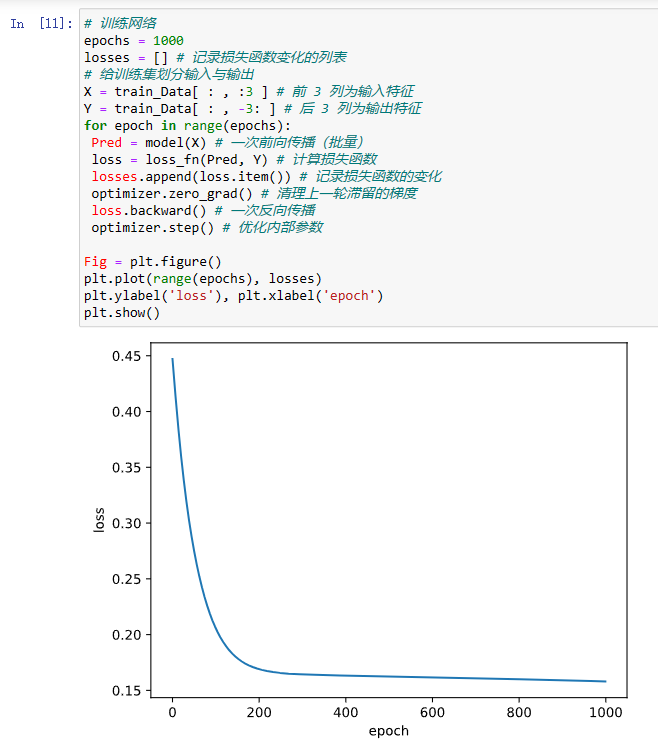 In [11]:
# 训练网络
epochs = 1000
losses = [] # 记录损失函数变化的列表
# 给训练集划分输入与输出
X = train_Data[ : , :3 ] # 前 3 列为输入特征
Y = train_Data[ : , -3: ] # 后 3 列为输出特征
for epoch in range(epochs):
 Pred = model(X) # 一次前向传播（批量）
 loss = loss_fn(Pred, Y) # 计算损失函数
 losses.append(loss.item()) # 记录损失函数的变化
 optimizer.zero_grad() # 清理上一轮滞留的梯度
 loss.backward() # 一次反向传播
 optimizer.step() # 优化内部参数
Fig = plt.figure()
plt.plot(range(epochs), losses)
plt.ylabel('loss'), plt.xlabel('epoch')
plt.show()
0.45
0.40
0.35
0.30
0.25
0.20
0.15
loss
0 200 400 600 800 1000
epoch